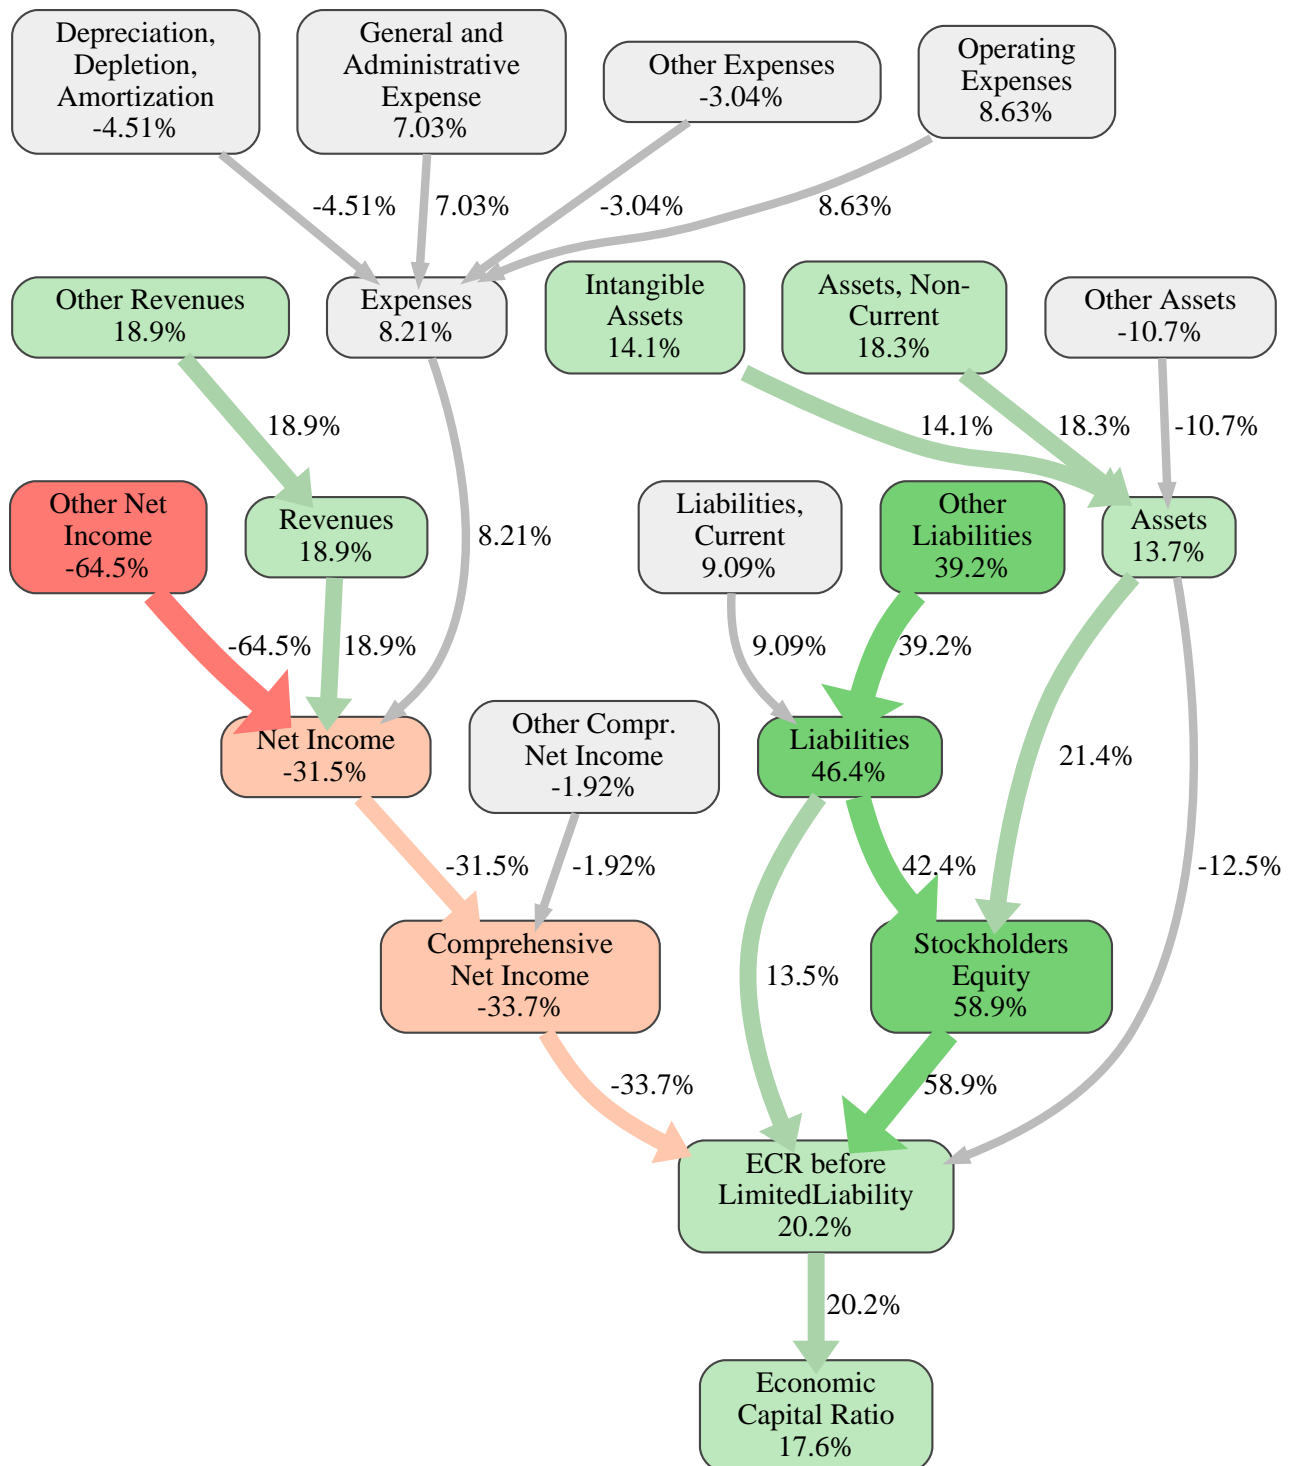 Depreciation,
Depletion,
Amortization
-4.51%
General and
Administrative
Expense
7.03%
Other Expenses
-3.04%
Operating
Expenses
8.63%
-4.51%
7.03%
-3.04%
8.63%
Other Revenues
18.9%
Expenses
8.21%
Intangible
Assets
14.1%
Assets, Non-
Current
18.3%
Other Assets
-10.7%
18.9%
14.1%
18.3%
-10.7%
Other Net
Income
-64.5%
Revenues
18.9%
8.21%
Liabilities,
Current
9.09%
Other
Liabilities
39.2%
Assets
13.7%
-64.5%
18.9%
9.09%
39.2%
Net Income
-31.5%
Other Compr.
Net Income
-1.92%
Liabilities
46.4%
21.4%
-31.5%
-1.92%
42.4%
-12.5%
Comprehensive
Net Income
-33.7%
13.5%
Stockholders
Equity
58.9%
-33.7%
58.9%
ECR before
LimitedLiability
20.2%
20.2%
Economic
Capital Ratio
17.6%